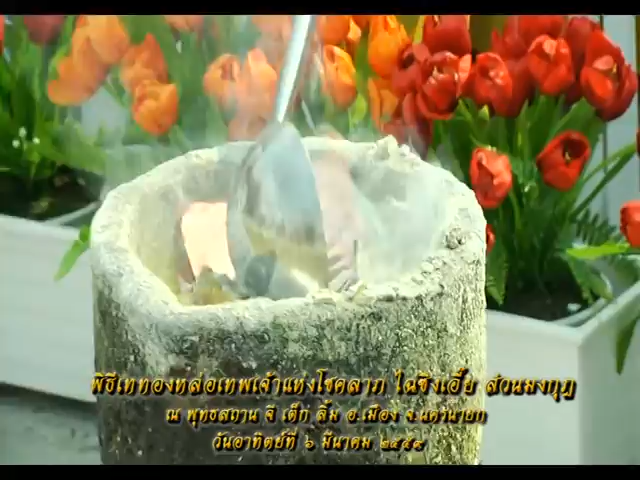 พิธีเททองหล่อเทพเจ้าแห่งโชคลาภ ไฉ่ซิงเอี๊ย สวมมงกุฎ
ณ พุทธสถาน จี เต็ก ลิ้ม อ.เมือง จ.นครนายก
วันอาทิตย์ที่ ๖ มีนาคม ๒๕๕๙